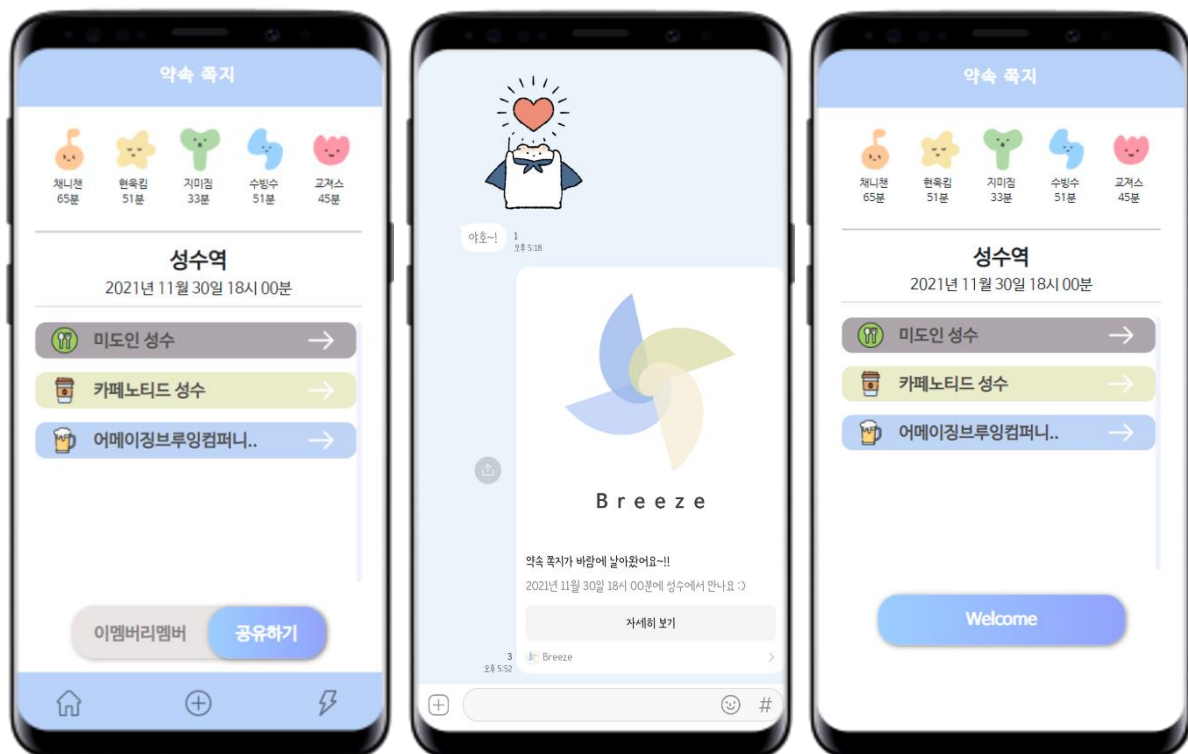 약속 쪽지
채니챈 현욱킴 지미짐 수빙수 교져스
65분 51분 33분 51분 45분
성수역
2021년 11월 30일 18시 00분
미도인 성수
카페노티드 성수
어메이징브루잉컴퍼니..
이멤버리멤버 공유하기
야호~!
1
오후 5:18
Breeze
약속 쪽지가 바람에 날아왔어요~!!
2021년 11월 30일 18시 00분에 성수에서 만나요 :)
자세히 보기
3
오후 5:52
Breeze
#
약속 쪽지
채니챈 현욱킴 지미짐 수빙수 교져스
65분 51분 33분 51분 45분
성수역
2021년 11월 30일 18시 00분
미도인 성수
카페노티드 성수
어메이징브루잉컴퍼니..
Welcome